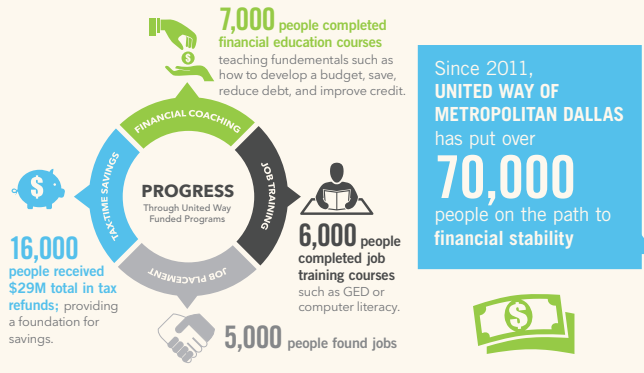 7,000 people completed
financial education courses
teaching fundementals such as
how to develop a budget, save,
reduce debt, and improve credit.
FINANCIAL COACHING
JOB TRAINING
JOB PLACEMENT
TAX-TIME SAVINGS
PROGRESS
Through United Way
Funded Programs
16,000
people received
$29M total in tax
refunds; providing
a foundation for
savings.
6,000 people
completed job
training courses
such as GED or
computer literacy.
5,000 people found jobs
Since 2011,
UNITED WAY OF
METROPOLITAN DALLAS
has put over
70,000
people on the path to
financial stability
$
$
$